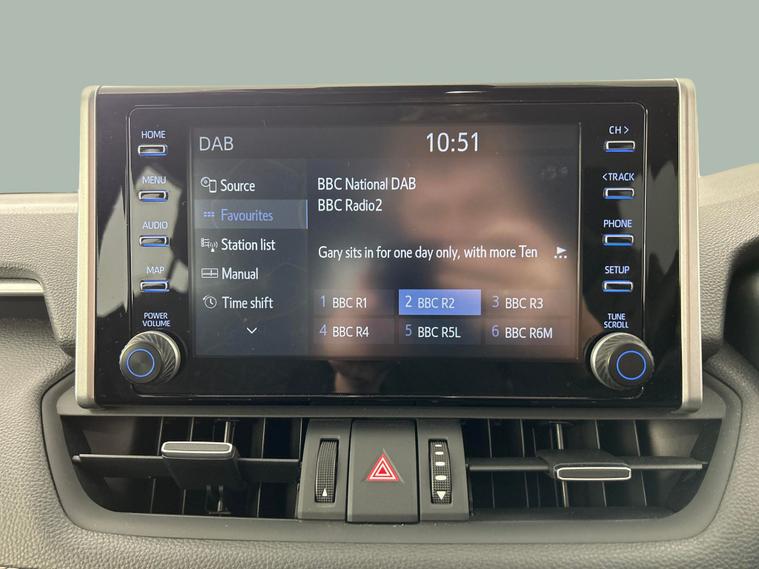 HOME
MENU
AUDIO
MAP
POWER
VOLUME
DAB
10:51
Source
Favourites
Station list
Manual
Time shift
BBC National DAB
BBC Radio2
Gary sits in for one day only, with more Ten
1 BBC R1
2 BBC R2
3 BBC R3
4 BBC R4
5 BBC R5L
6 BBC R6M
CH >
< TRACK
PHONE
SETUP
TUNE
SCROLL